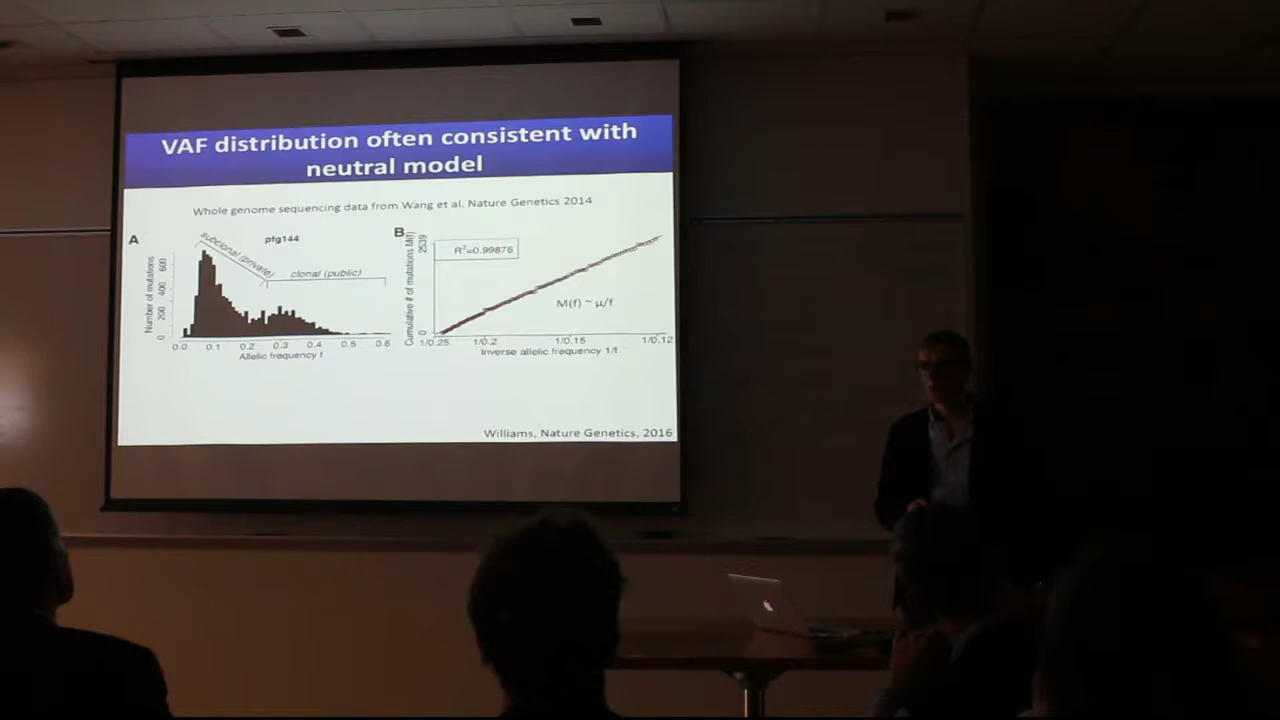 VAF distribution often consistent with
neutral model
Whole genome sequencing data from Wang et al. Nature Genetics 2014
A
pfg144
subclonal (private)
clonal (public)
Number of mutations
0 200 400 600
0.0 0.1 0.2 0.3 0.4 0.5 0.6
Allelic frequency f
B
R²=0.99876
M(f) ~ μ/f
Cumulative # of mutations M(f)
0 2539
1/0.25 1/0.2 1/0.15 1/0.12
Inverse allelic frequency 1/f
Williams, Nature Genetics, 2016